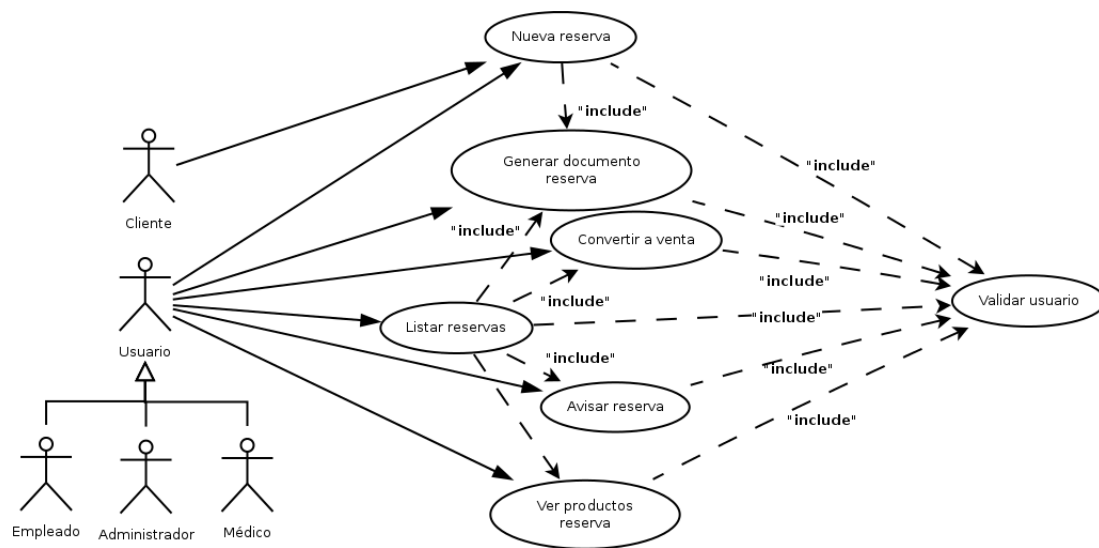 Nueva reserva
"include"
Generar documento
reserva
"include"
Cliente
"include"
"include"
Convertir a venta
"include"
"include"
Validar usuario
Usuario
Listar reservas
"include"
"include"
"include"
Avisar reserva
"include"
Ver productos
reserva
Empleado
Administrador
Médico